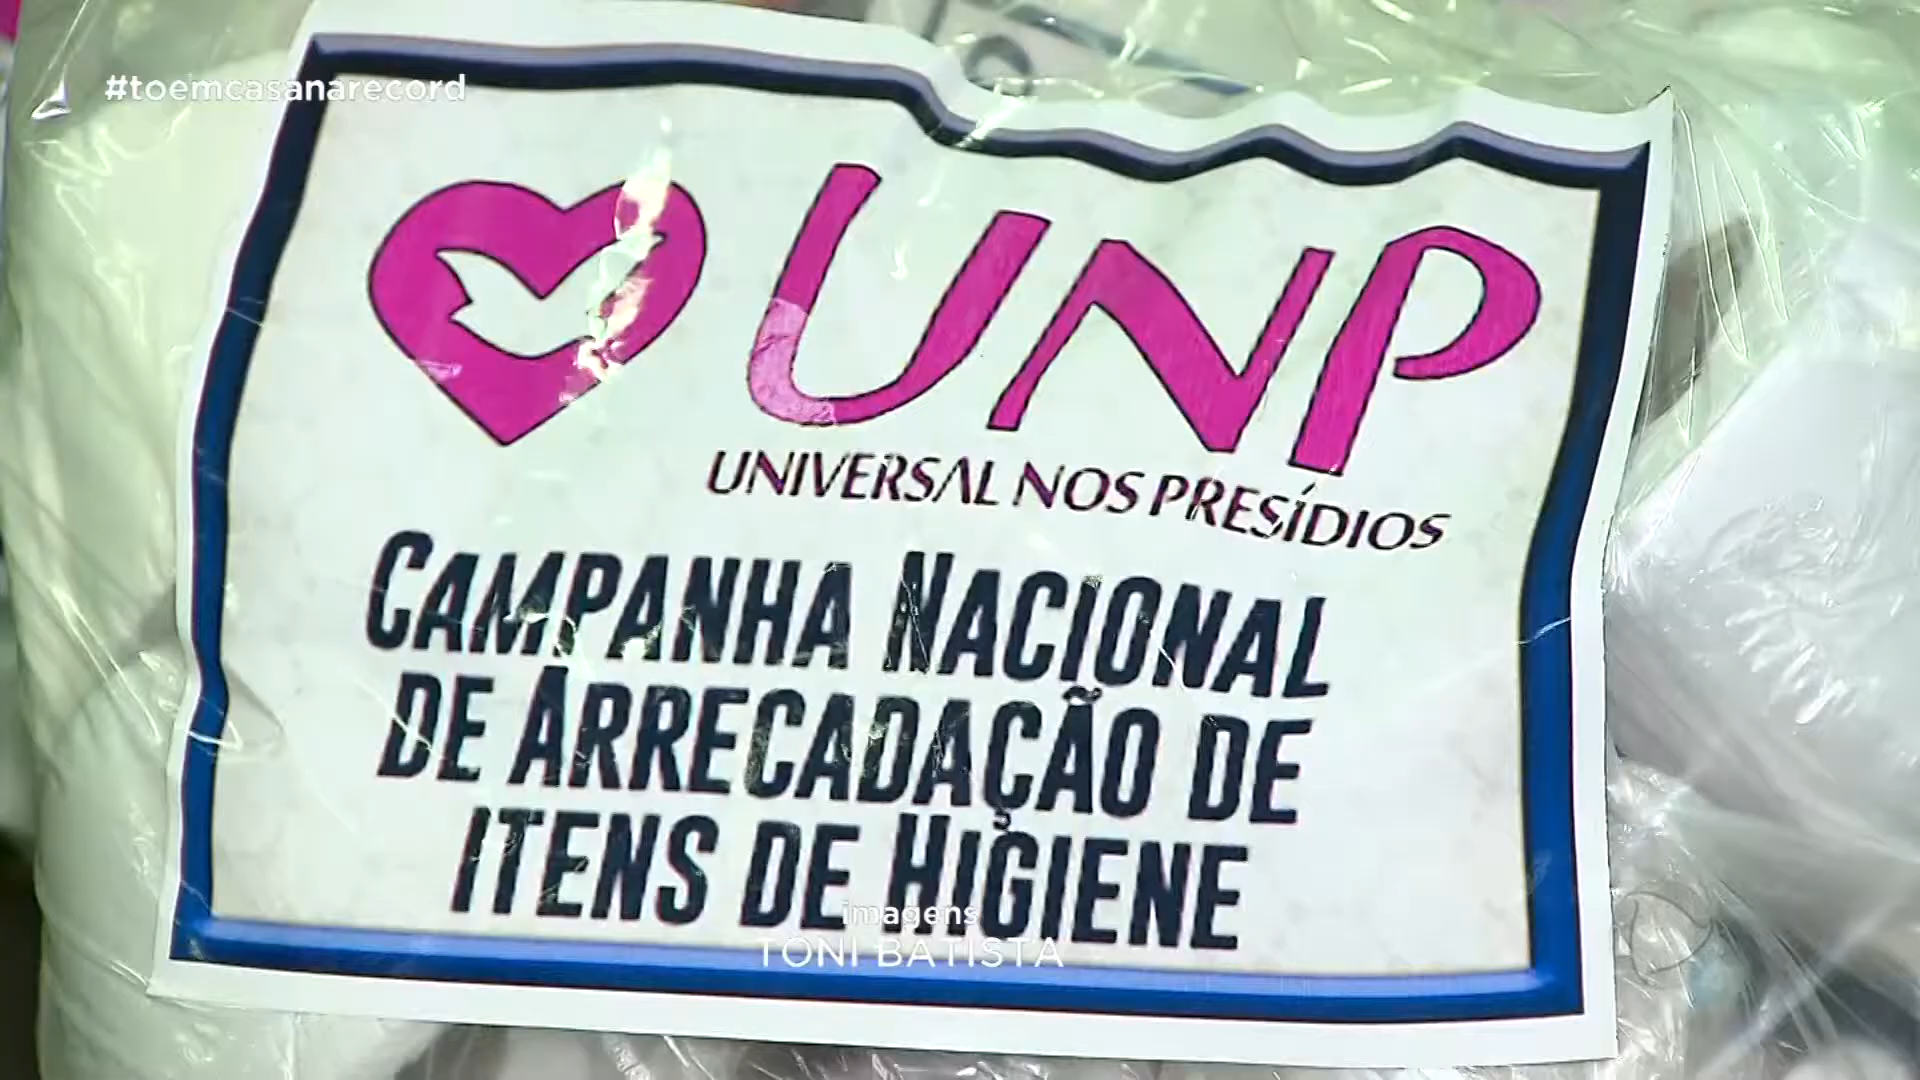 #toemcasanarecord
UNP
UNIVERSAL NOS PRESÍDIOS
CAMPANHA NACIONAL
DE ARRECADAÇÃO DE
ITENS DE HIGIENE
imagens
TONI BATISTA